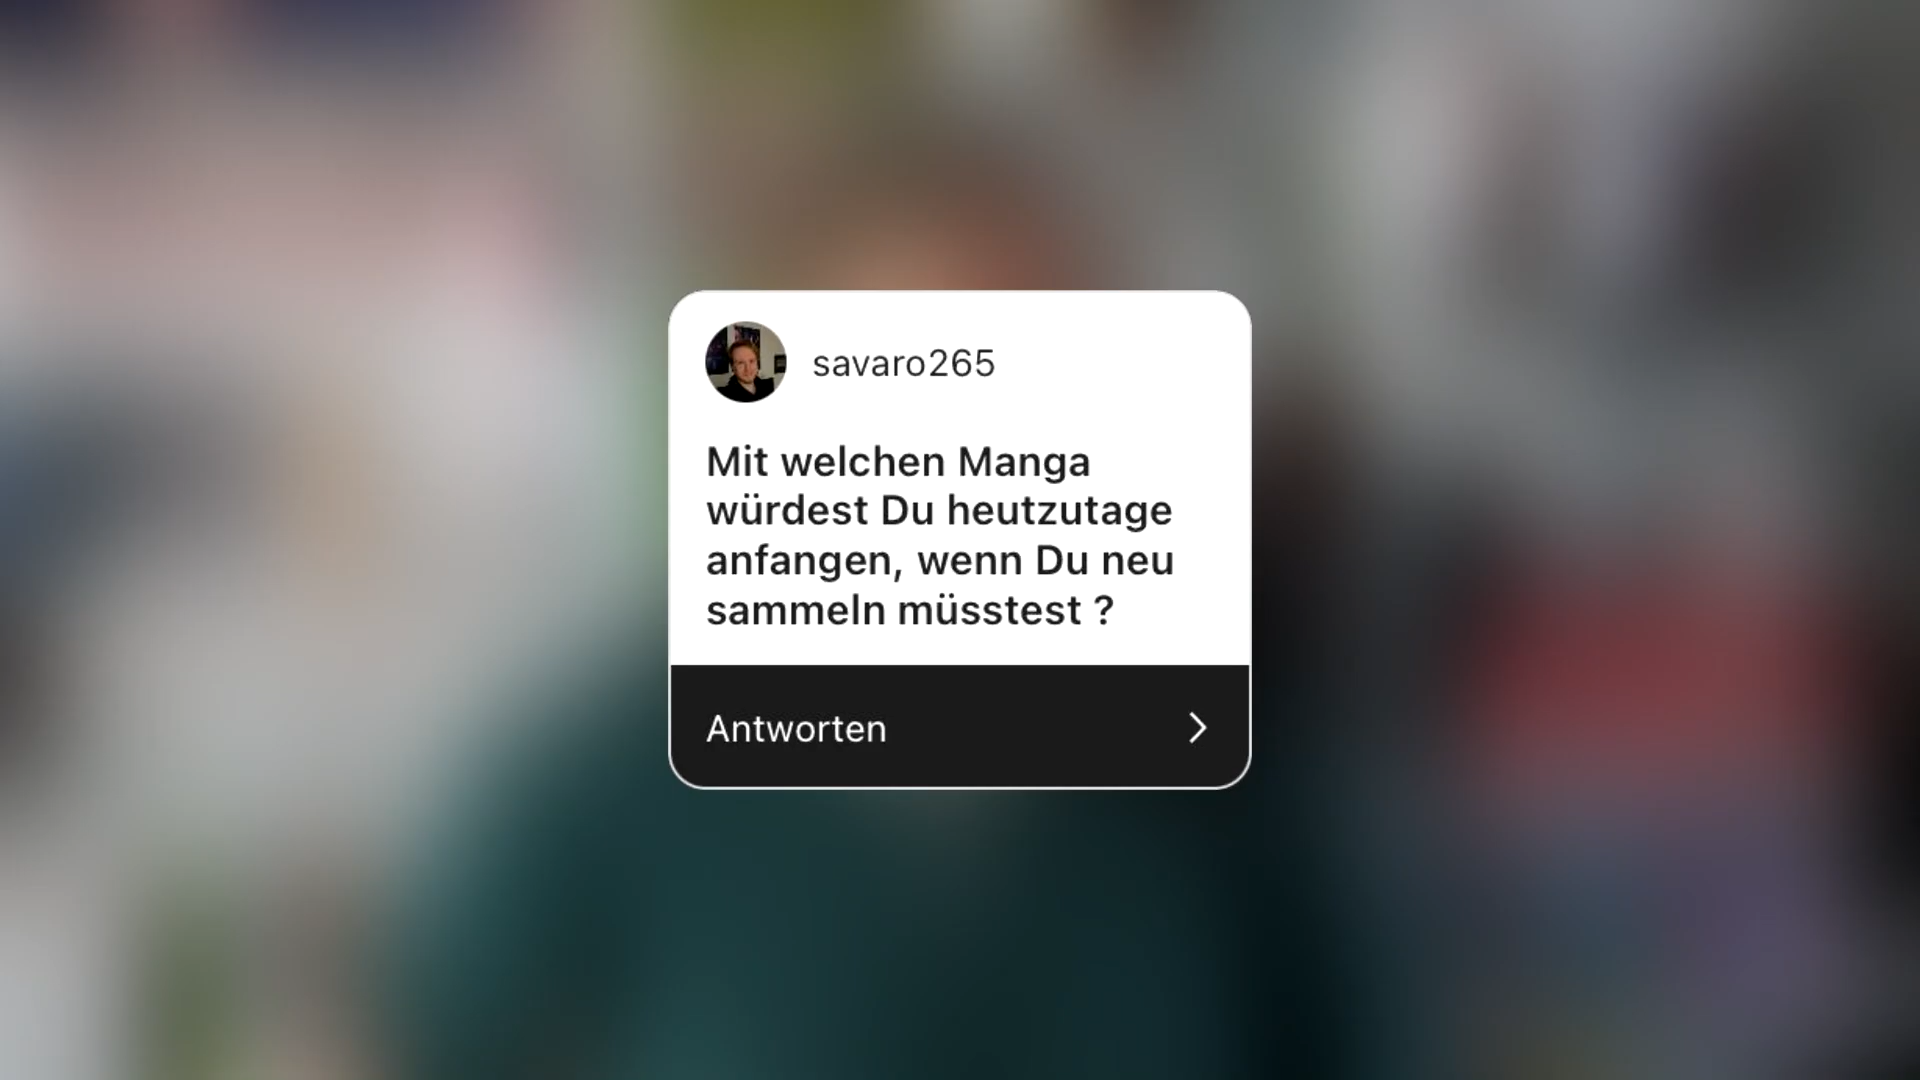 savaro265
Mit welchen Manga
würdest Du heutzutage
anfangen, wenn Du neu
sammeln müsstest ?
Antworten